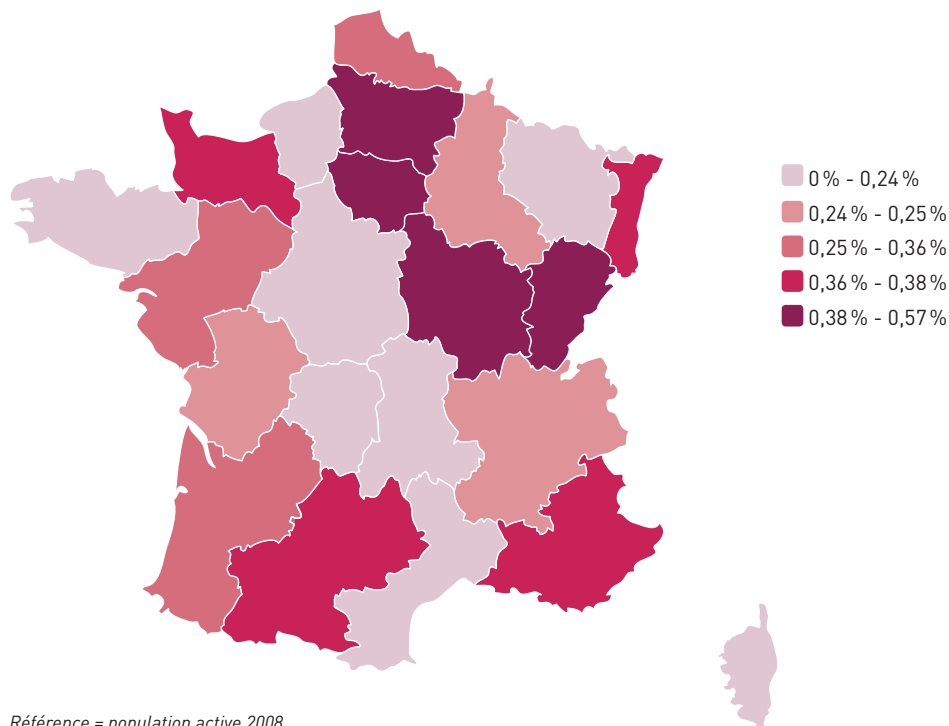 0 % - 0,24 %
0,24 % - 0,25 %
0,25 % - 0,36 %
0,36 % - 0,38 %
0,38 % - 0,57 %
Référence = population active 2008